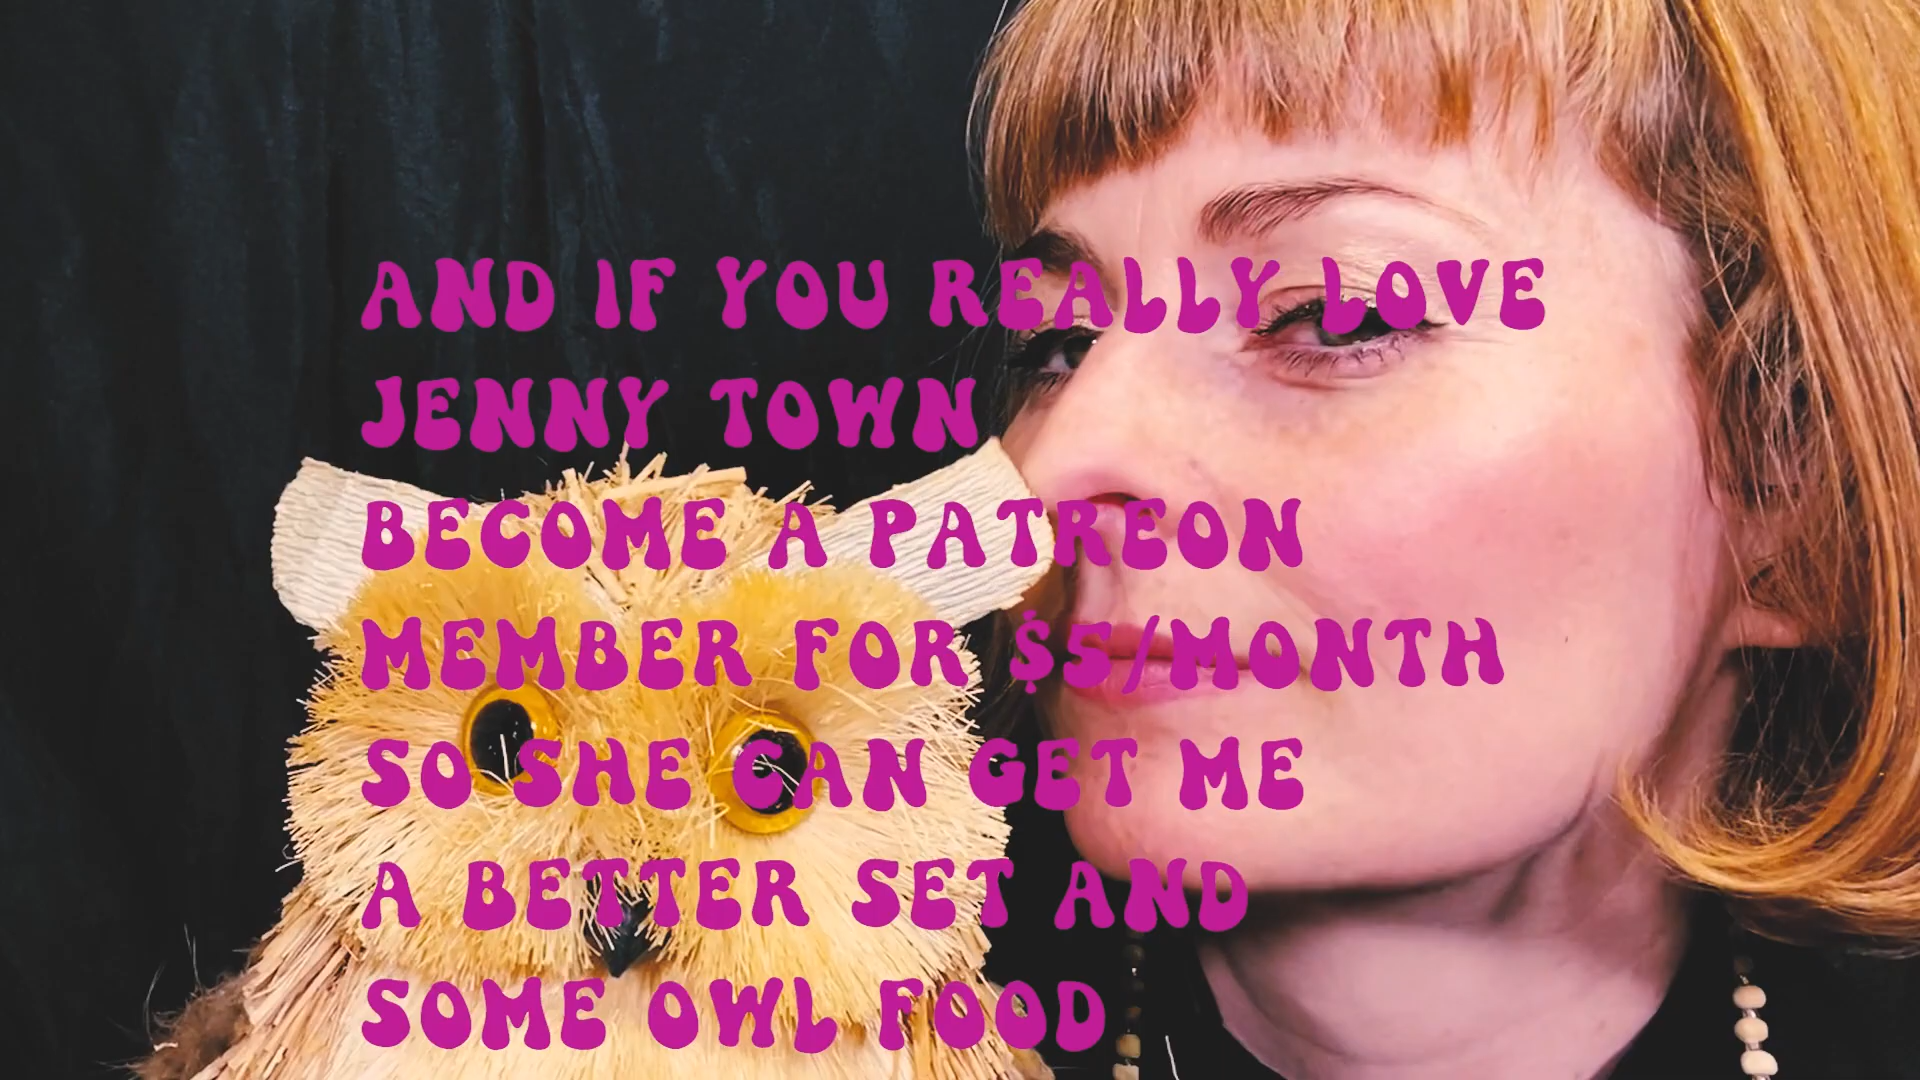 AND IF YOU REALLY LOVE
JENNY TOWN
BECOME A PATREON
MEMBER FOR $5/MONTH
SO SHE CAN GET ME
A BETTER SET AND
SOME OWL FOOD